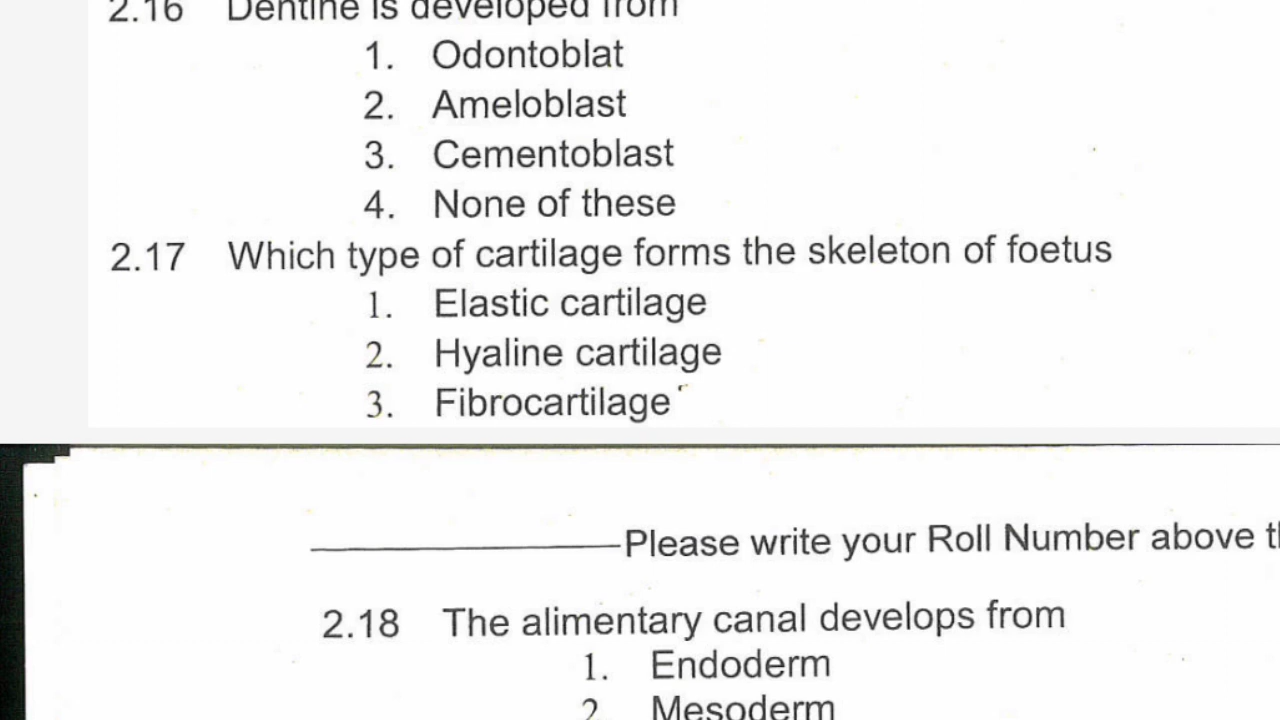 2.16 Dentine is developed from
1. Odontoblat
2. Ameloblast
3. Cementoblast
4. None of these
2.17 Which type of cartilage forms the skeleton of foetus
1. Elastic cartilage
2. Hyaline cartilage
3. Fibrocartilage
Please write your Roll Number above
2.18 The alimentary canal develops from
1. Endoderm
2. Mesoderm